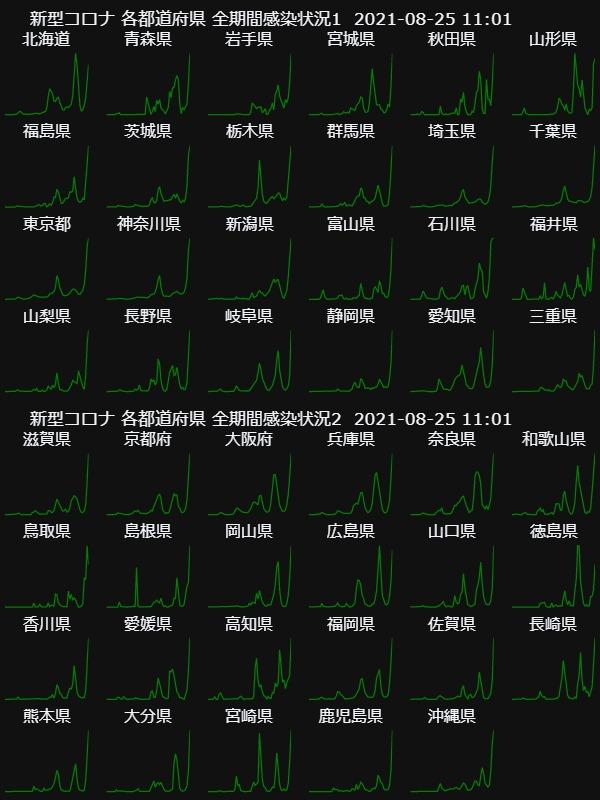 新型コロナ 各都道府県 全期間感染状況1 2021-08-25 11:01
北海道 青森県 岩手県 宮城県 秋田県 山形県
福島県 茨城県 栃木県 群馬県 埼玉県 千葉県
東京都 神奈川県 新潟県 富山県 石川県 福井県
山梨県 長野県 岐阜県 静岡県 愛知県 三重県
新型コロナ 各都道府県 全期間感染状況2 2021-08-25 11:01
滋賀県 京都府 大阪府 兵庫県 奈良県 和歌山県
鳥取県 島根県 岡山県 広島県 山口県 徳島県
香川県 愛媛県 高知県 福岡県 佐賀県 長崎県
熊本県 大分県 宮崎県 鹿児島県 沖縄県